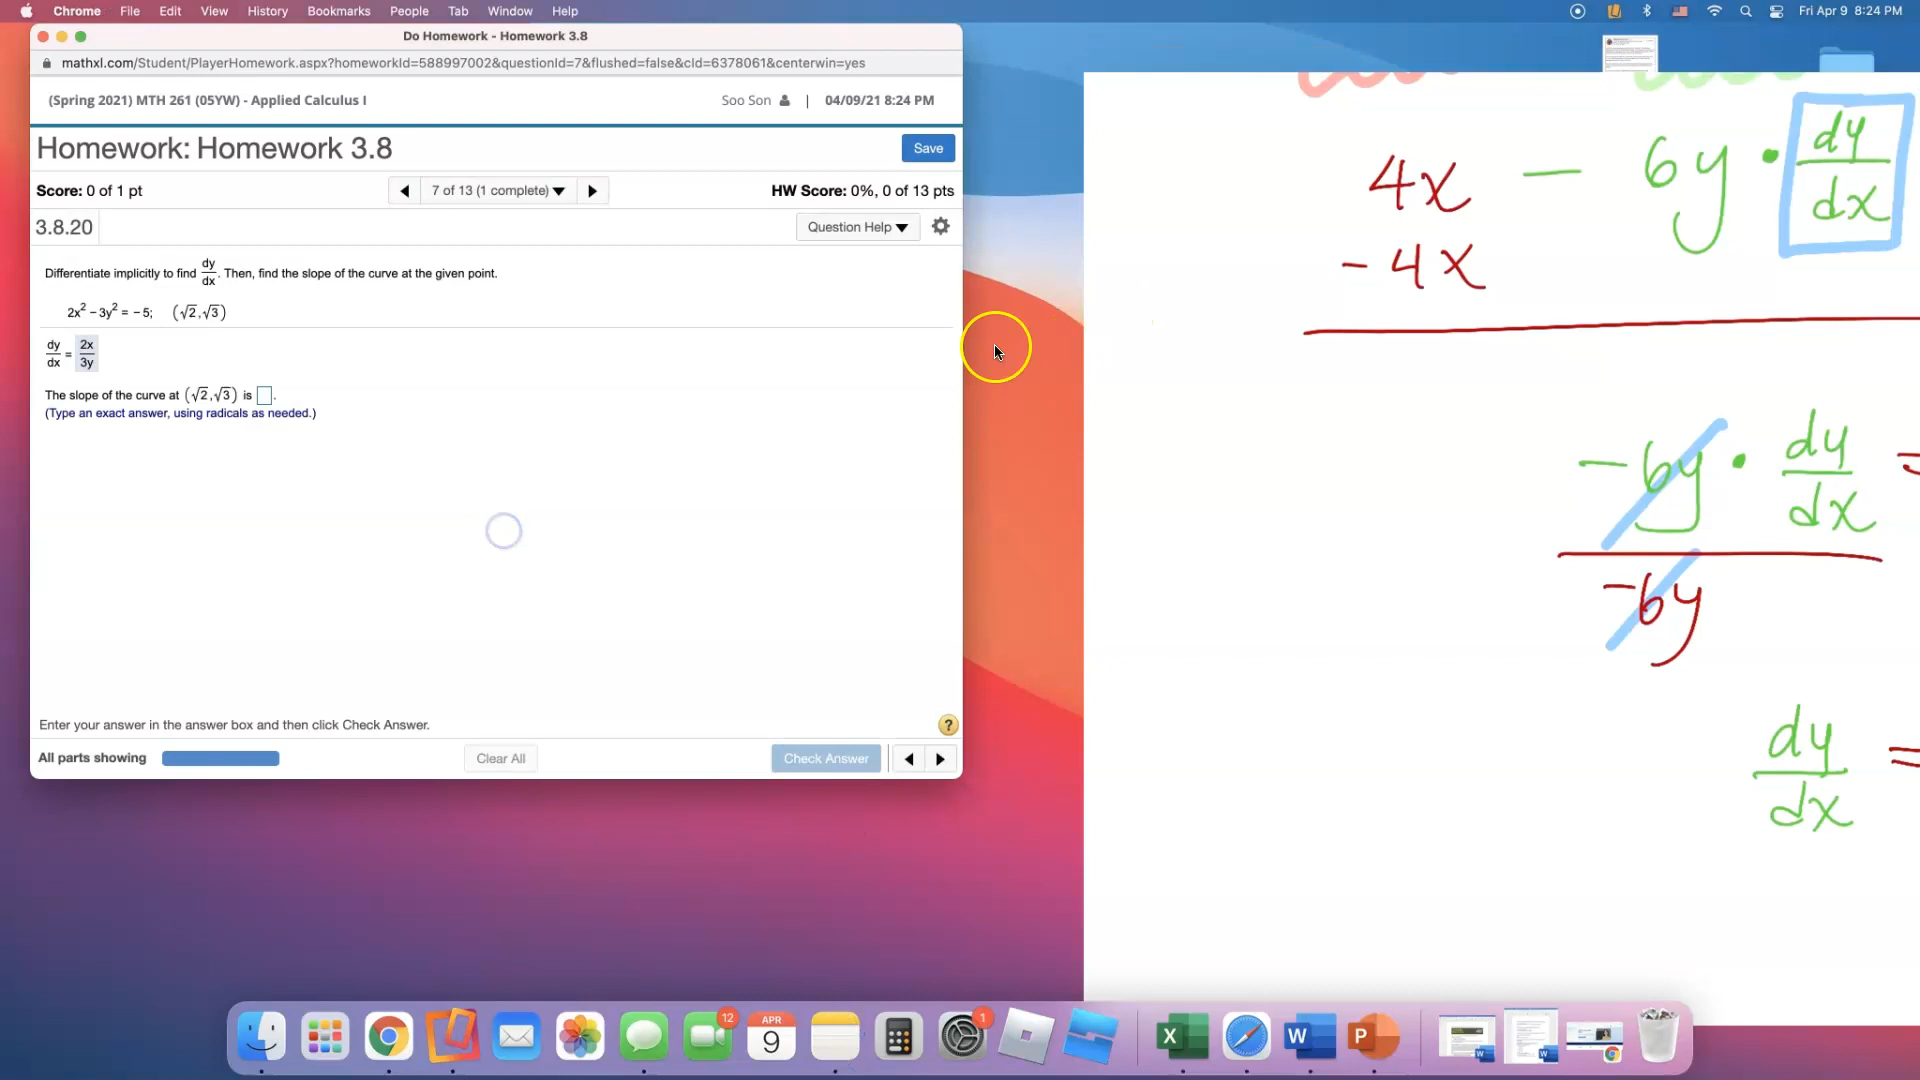 Chrome File Edit View History Bookmarks People Tab Window Help Fri Apr 9 8:24 PM
Do Homework - Homework 3.8
mathxl.com/Student/PlayerHomework.aspx?homeworkId=588997002&questionId=7&flushed=false&cId=6378061&centerwin=yes
(Spring 2021) MTH 261 (05YW) - Applied Calculus I Soo Son | 04/09/21 8:24 PM
Homework: Homework 3.8 Save
Score: 0 of 1 pt 7 of 13 (1 complete) HW Score: 0%, 0 of 13 pts
3.8.20 Question Help
Differentiate implicitly to find dy/dx. Then, find the slope of the curve at the given point.
2x² − 3y² = −5; (√2,√3)
dy/dx = 2x/3y
The slope of the curve at (√2,√3) is .
(Type an exact answer, using radicals as needed.)
Enter your answer in the answer box and then click Check Answer. ?
All parts showing Clear All Check Answer
4x − 6y · dy/dx
- 4x
-6y · dy/dx =
-6y
dy/dx =
12
APR
9
1
X
W
P